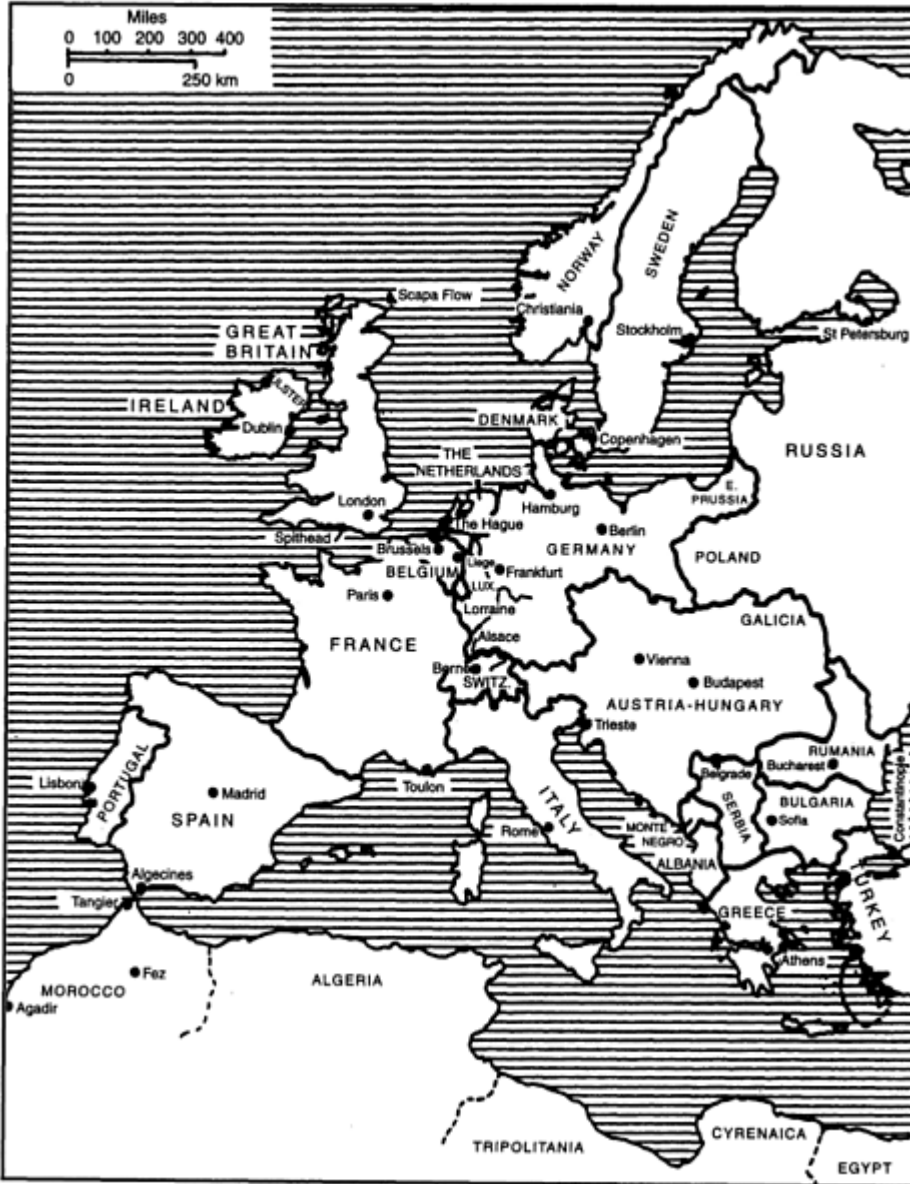 Miles
0 100 200 300 400
0 250 km
NORWAY
SWEDEN
Scapa Flow
Christiania
GREAT
BRITAIN
Stockholm
St Petersburg
ULSTER
IRELAND
Dublin
DENMARK
Copenhagen
RUSSIA
THE
NETHERLANDS
E.
PRUSSIA
London
Hamburg
The Hague
Berlin
Spithead
Brussels
GERMANY
Liege
POLAND
BELGIUM
Frankfurt
LUX.
Paris
Lorraine
GALICIA
Alsace
FRANCE
Vienna
Berne
SWITZ.
Budapest
AUSTRIA-HUNGARY
Trieste
RUMANIA
Belgrade
Bucharest
Constantinople
PORTUGAL
Lisbon
Madrid
Toulon
ITALY
SERBIA
BULGARIA
SPAIN
Rome
MONTE
NEGRO
Sofia
ALBANIA
Algecines
TURKEY
Tangier
GREECE
Athens
Fez
ALGERIA
MOROCCO
Agadir
CYRENAICA
TRIPOLITANIA
EGYPT